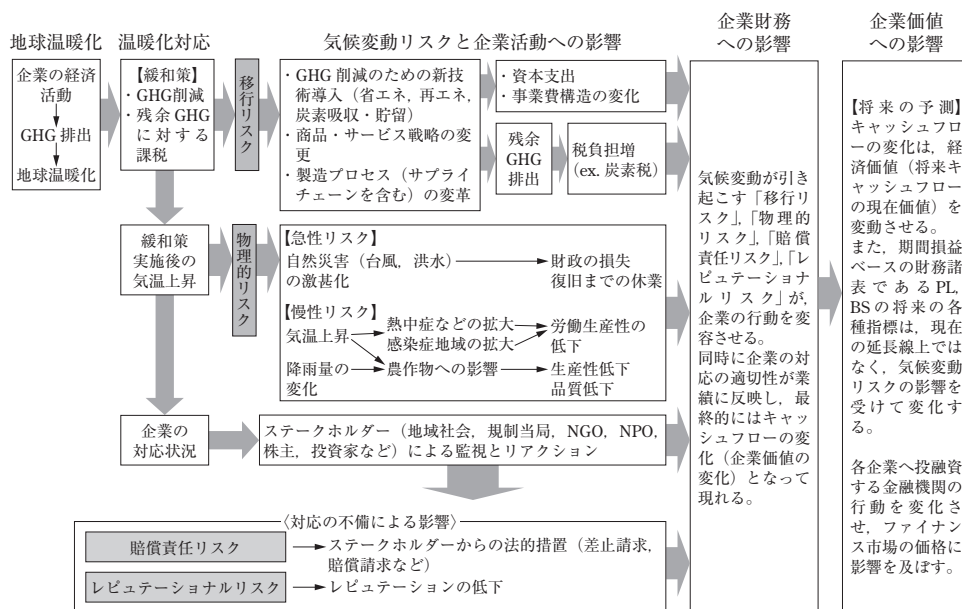 地球温暖化
温暖化対応
気候変動リスクと企業活動への影響
企業財務
への影響
企業価値
への影響
企業の経済
活動
GHG 排出
地球温暖化
【緩和策】
・GHG削減
・残余 GHG
に対する
課税
移行リスク
・GHG 削減のための新技
術導入（省エネ，再エネ，
炭素吸収・貯留）
・商品・サービス戦略の変
更
・製造プロセス（サプライ
チェーンを含む）の変革
・資本支出
・事業費構造の変化
残余
GHG
排出
税負担増
(ex. 炭素税)
緩和策
実施後の
気温上昇
物理的リスク
【急性リスク】
自然災害（台風，洪水）
の激甚化
財政の損失
復旧までの休業
【慢性リスク】
気温上昇
熱中症などの拡大
感染症地域の拡大
労働生産性の
低下
降雨量の
変化
農作物への影響
生産性低下
品質低下
企業の
対応状況
ステークホルダー（地域社会，規制当局，NGO，NPO，
株主，投資家など）による監視とリアクション
〈対応の不備による影響〉
賠償責任リスク
ステークホルダーからの法的措置（差止請求，
賠償請求など）
レピュテーショナルリスク
レピュテーションの低下
気候変動が引き
起こす「移行リ
スク」，「物理的
リスク」，「賠償
責任リスク」，「レ
ピュテーショナ
ルリスク」が，
企業の行動を変
容させる。
同時に企業の対
応の適切性が業
績に反映し，最
終的にはキャッ
シュフローの変
化（企業価値の
変化）となって
現れる。
【将来の予測】
キャッシュフロ
ーの変化は，経
済価値（将来キ
ャッシュフロー
の現在価値）を
変動させる。
また，期間損益
ベースの財務諸
表であるPL,
BSの将来の各
種指標は，現在
の延長線上では
なく，気候変動
リスクの影響を
受けて変化す
る。
各企業へ投融資
する金融機関の
行動を変化さ
せ，ファイナン
ス市場の価格に
影響を及ぼす。